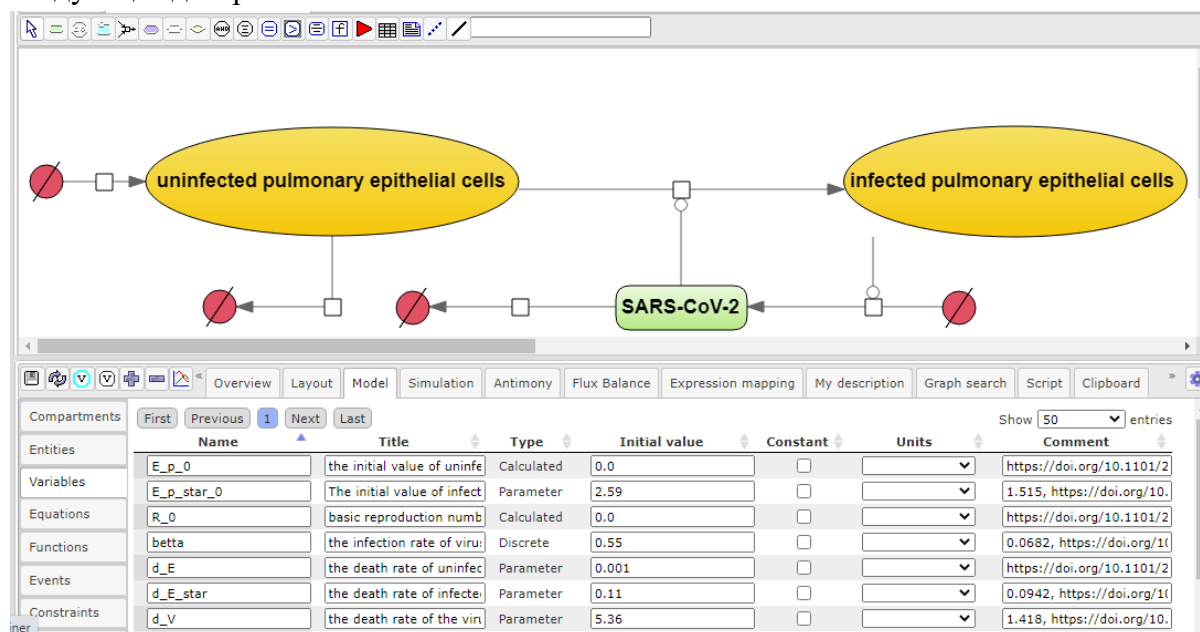 AND
f
uninfected pulmonary epithelial cells
infected pulmonary epithelial cells
SARS-CoV-2
« Overview Layout Model Simulation Antimony Flux Balance Expression mapping My description Graph search Script Clipboard »
Compartments
Entities
Variables
Equations
Functions
Events
Constraints
First Previous 1 Next Last
Show 50 entries
Name Title Type Initial value Constant Units Comment
E_p_0 the initial value of uninfe Calculated 0.0 https://doi.org/10.1101/2
E_p_star_0 The initial value of infect Parameter 2.59 1.515, https://doi.org/10.
R_0 basic reproduction numb Calculated 0.0 https://doi.org/10.1101/2
betta the infection rate of virus Discrete 0.55 0.0682, https://doi.org/10
d_E the death rate of uninfec Parameter 0.001 https://doi.org/10.1101/2
d_E_star the death rate of infecte Parameter 0.11 0.0942, https://doi.org/10
d_V the death rate of the viru Parameter 5.36 1.418, https://doi.org/10.
iner